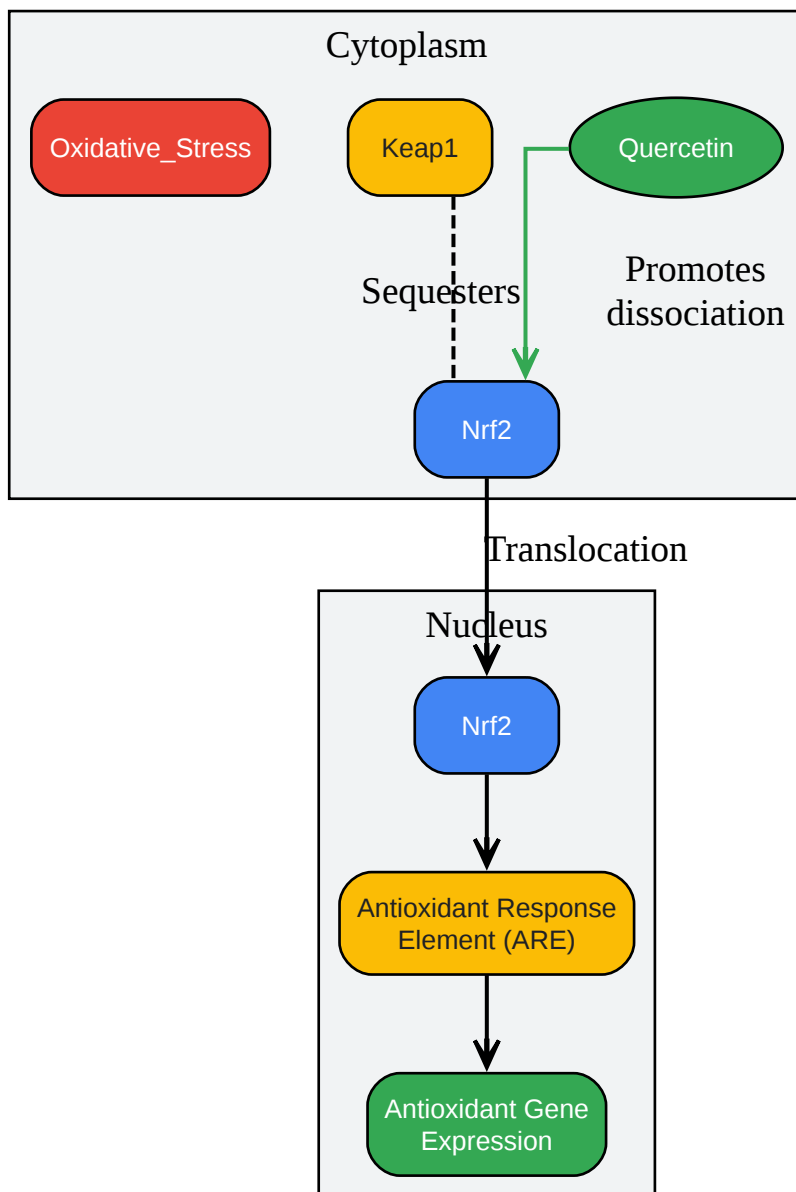 Cytoplasm
Oxidative_Stress
Keap1
Quercetin
Sequesters
Promotes
dissociation
Nrf2
Translocation
Nucleus
Nrf2
Antioxidant Response
Element (ARE)
Antioxidant Gene
Expression